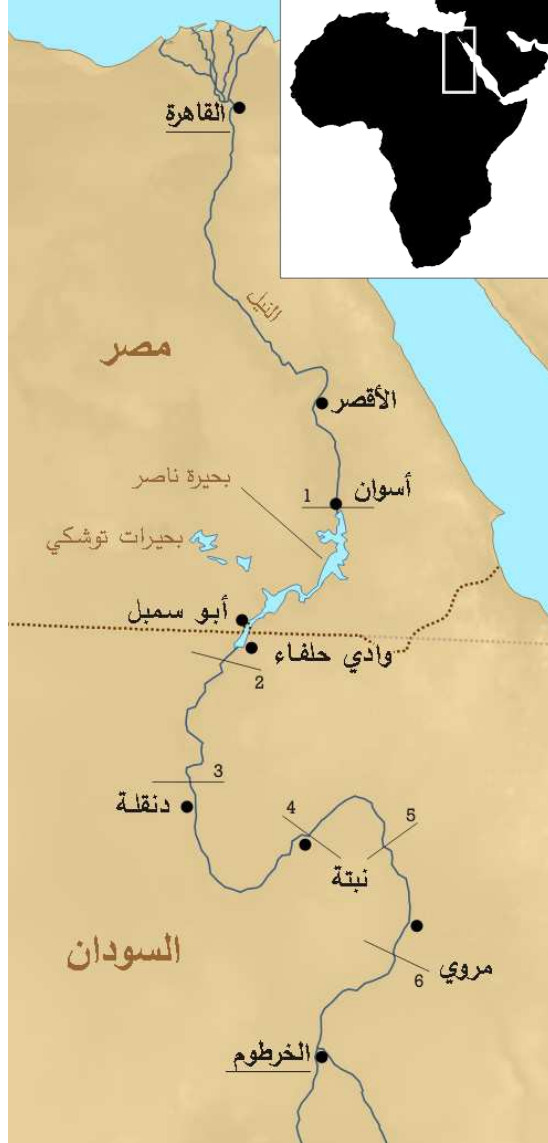 القاهرة
النيل
مصر
الأقصر
بحيرة ناصر
1
أسوان
بحيرات توشكي
أبو سمبل
وادي حلفاء
2
3
دنقلة
4
5
نبتة
السودان
مروي
6
الخرطوم